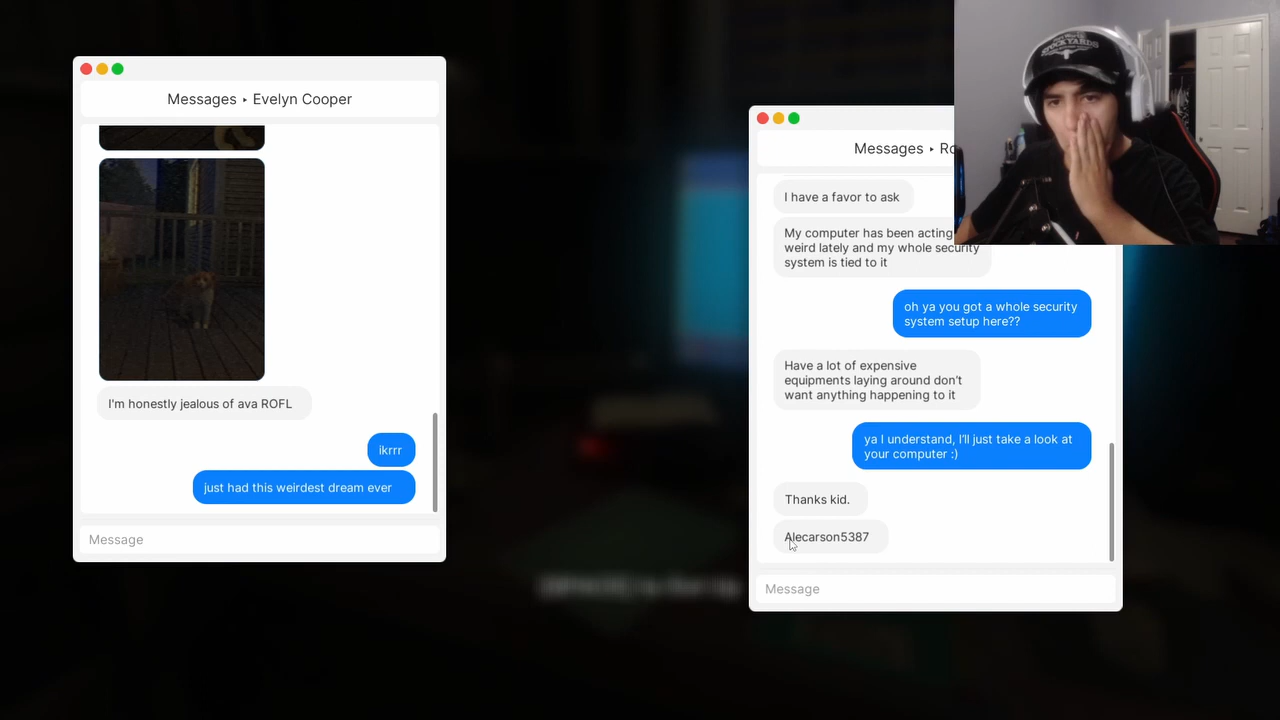 Messages ▸ Evelyn Cooper
I'm honestly jealous of ava ROFL
ikrrr
just had this weirdest dream ever
Message
STOCKYARDS
Messages ▸ Ro
I have a favor to ask
My computer has been acting
weird lately and my whole security
system is tied to it
oh ya you got a whole security
system setup here??
Have a lot of expensive
equipments laying around don't
want anything happening to it
ya I understand, I'll just take a look at
your computer :)
Thanks kid.
Alecarson5387
Message